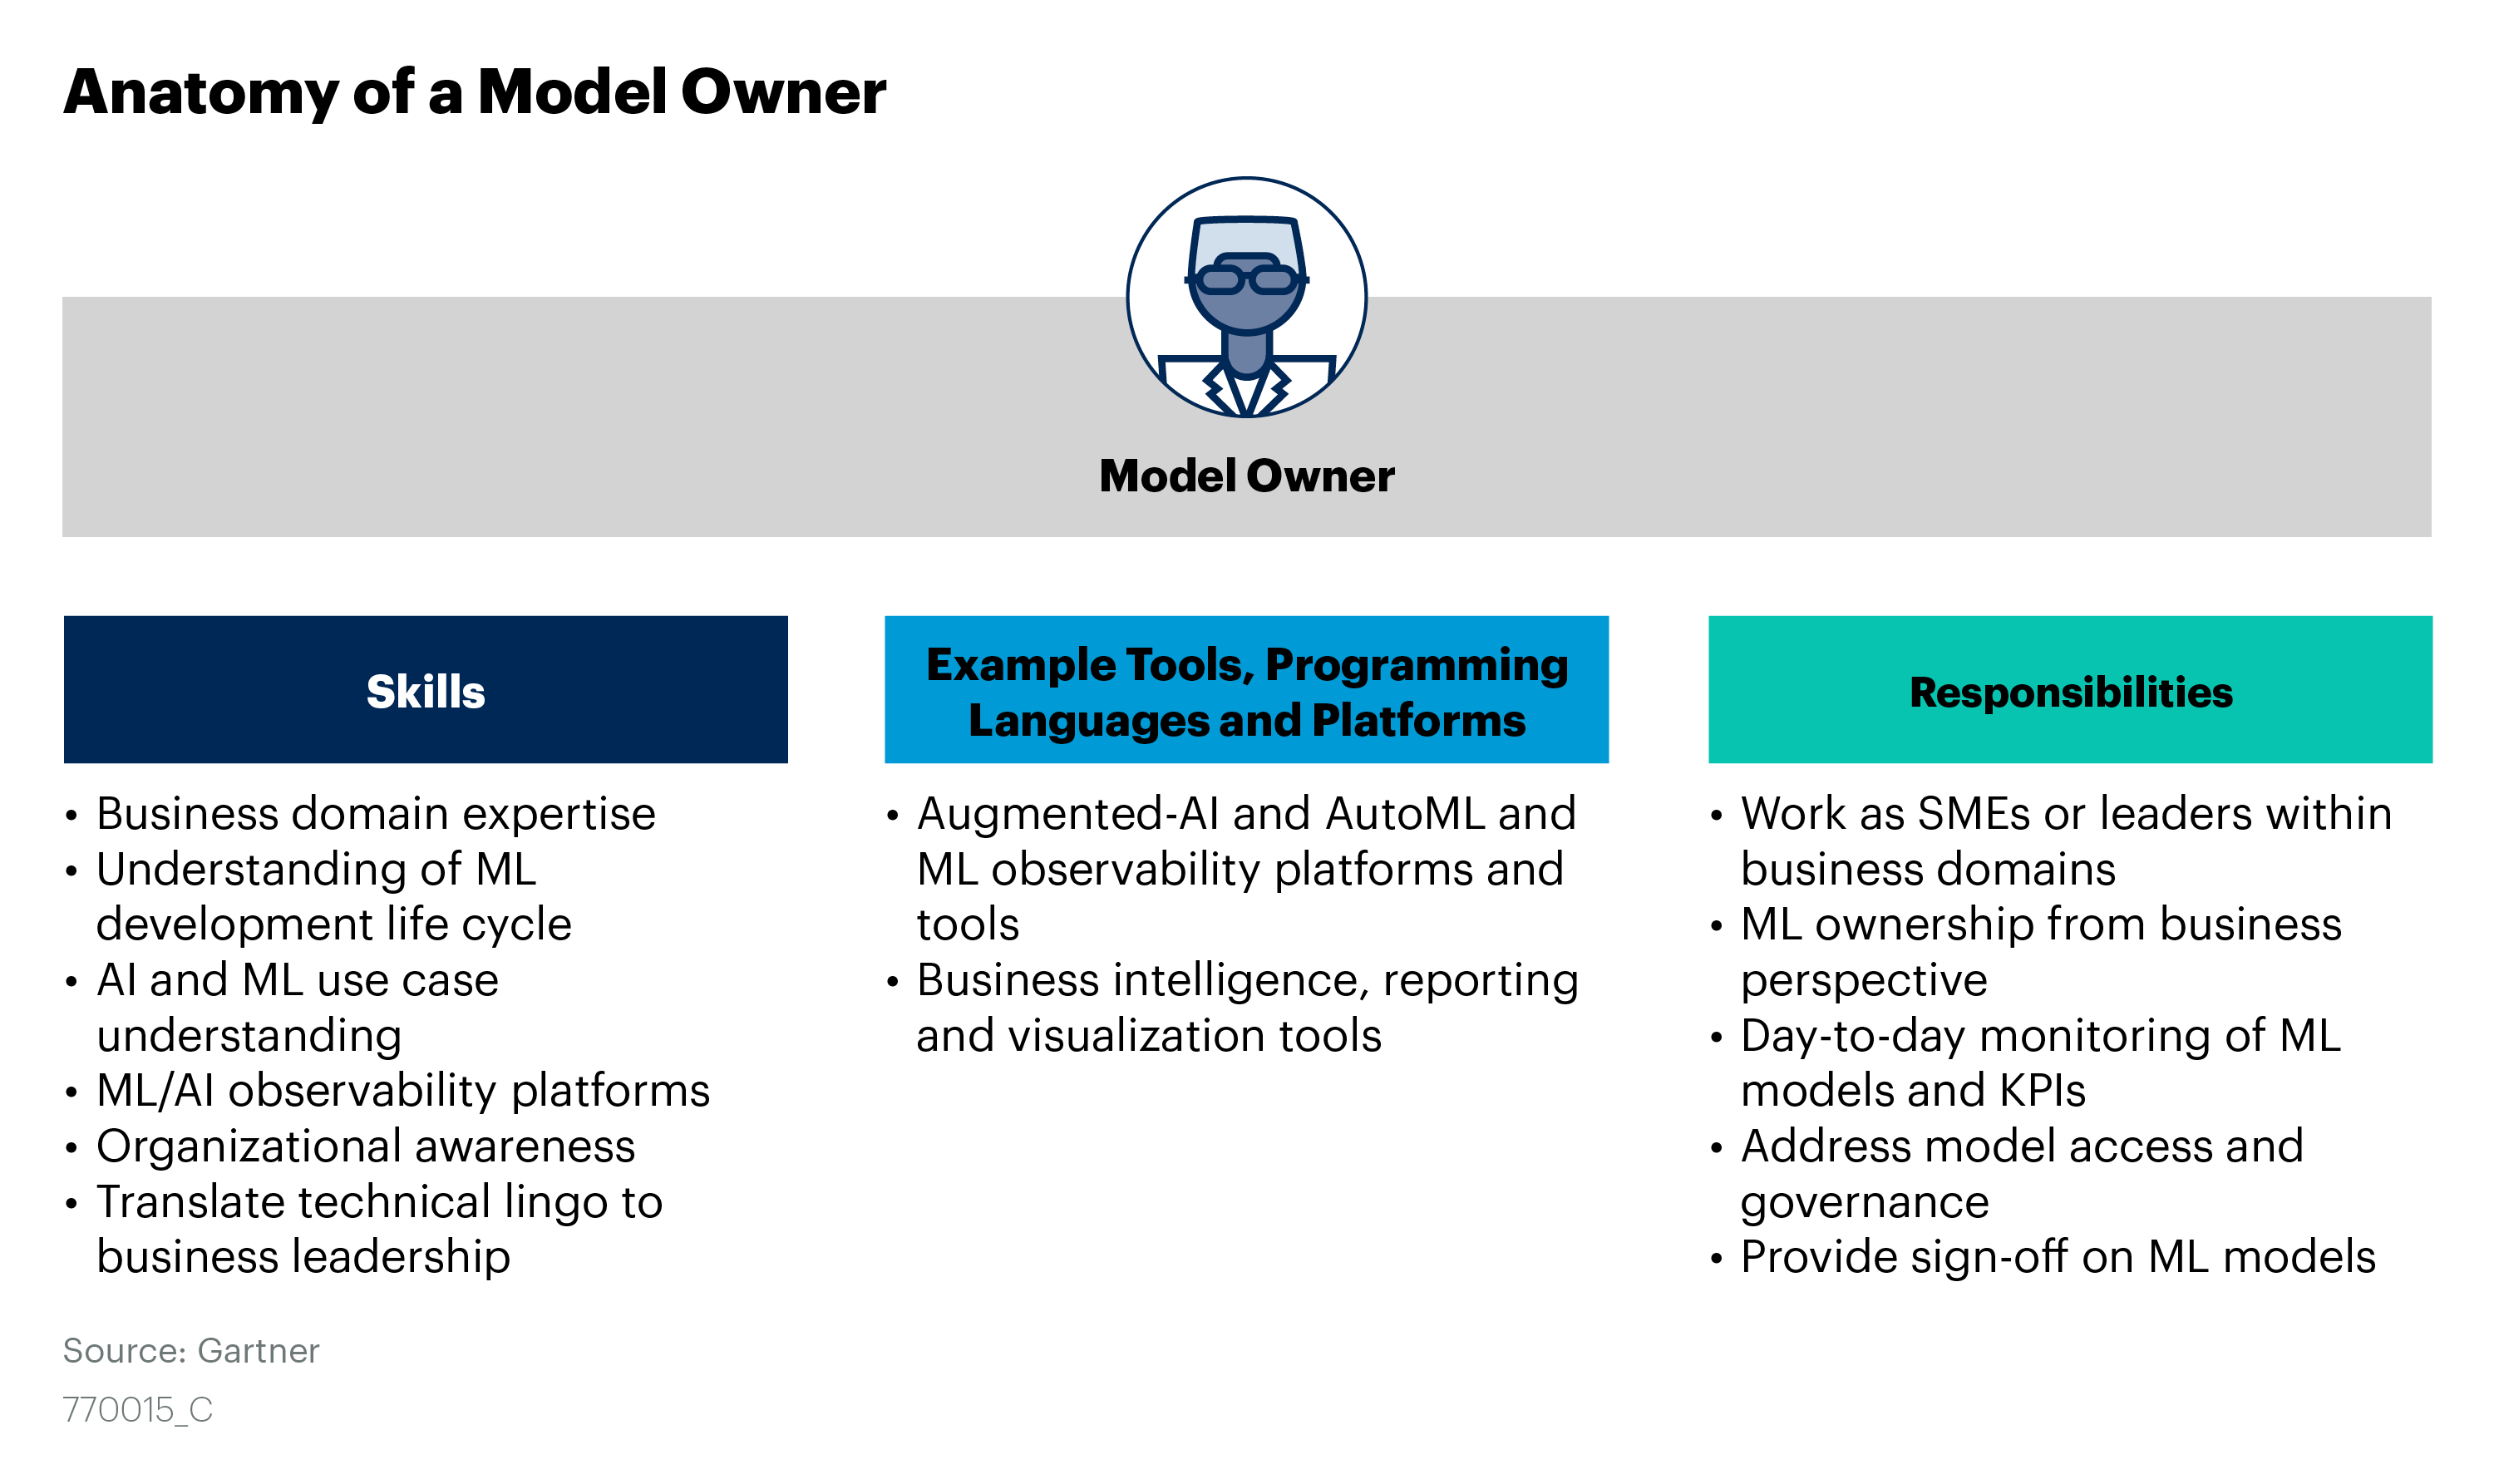 Anatomy of a Model Owner
Model Owner
Skills
• Business domain expertise
• Understanding of ML
development life cycle
• AI and ML use case
understanding
• ML/AI observability platforms
• Organizational awareness
• Translate technical lingo to
business leadership
Example Tools, Programming
Languages and Platforms
• Augmented-AI and AutoML and
ML observability platforms and
tools
• Business intelligence, reporting
and visualization tools
Responsibilities
• Work as SMEs or leaders within
business domains
• ML ownership from business
perspective
• Day-to-day monitoring of ML
models and KPIs
• Address model access and
governance
• Provide sign-off on ML models
Source: Gartner
770015_C